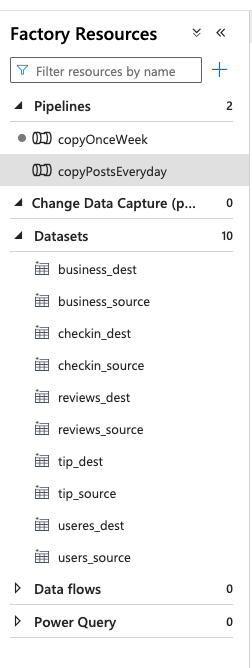 Factory Resources
Filter resources by name
Pipelines 2
copyOnceWeek
copyPostsEveryday
Change Data Capture (p... 0
Datasets 10
business_dest
business_source
checkin_dest
checkin_source
reviews_dest
reviews_source
tip_dest
tip_source
useres_dest
users_source
Data flows 0
Power Query 0